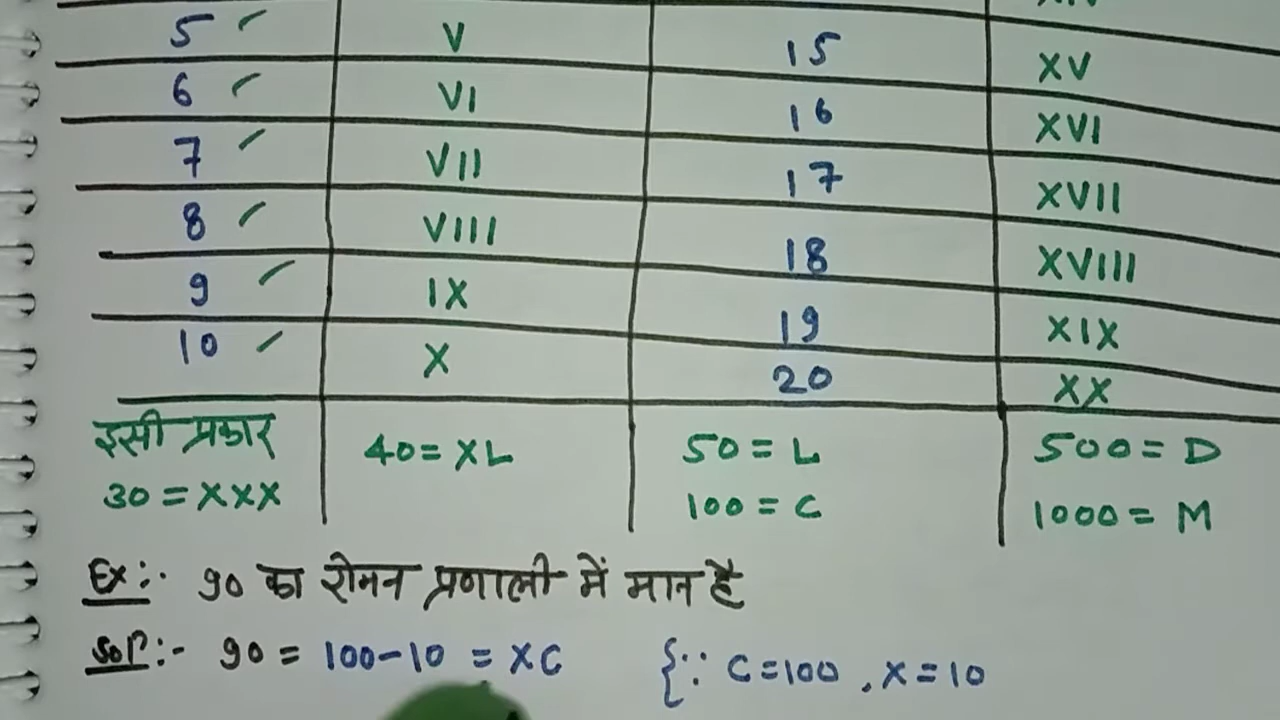 5 V 15 XV
6 VI 16 XVI
7 VII 17 XVII
8 VIII 18 XVIII
9 IX 19 XIX
10 X 20 XX
इसी प्रकार 40 = XL 50 = L 500 = D
30 = XXX 100 = C 1000 = M
Ex:- 90 का रोमन प्रणाली में मान है
Solⁿ:- 90 = 100-10 = XC {∵ C=100, X=10